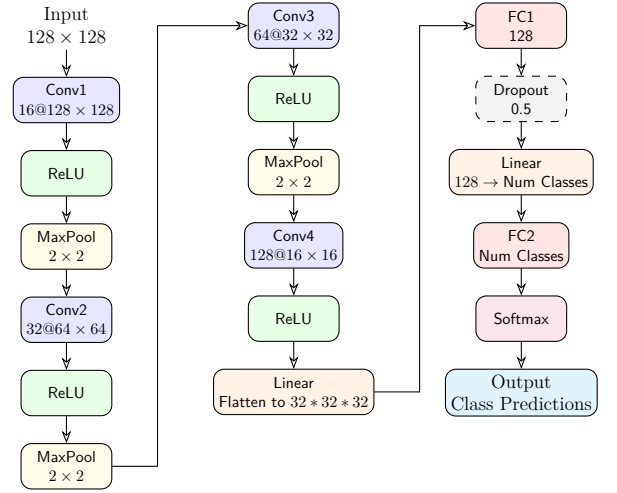 Input
128 × 128
Conv1
16@128 × 128
ReLU
MaxPool
2 × 2
Conv2
32@64 × 64
ReLU
MaxPool
2 × 2
Conv3
64@32 × 32
ReLU
MaxPool
2 × 2
Conv4
128@16 × 16
ReLU
Linear
Flatten to 32 * 32 * 32
FC1
128
Dropout
0.5
Linear
128 → Num Classes
FC2
Num Classes
Softmax
Output
Class Predictions